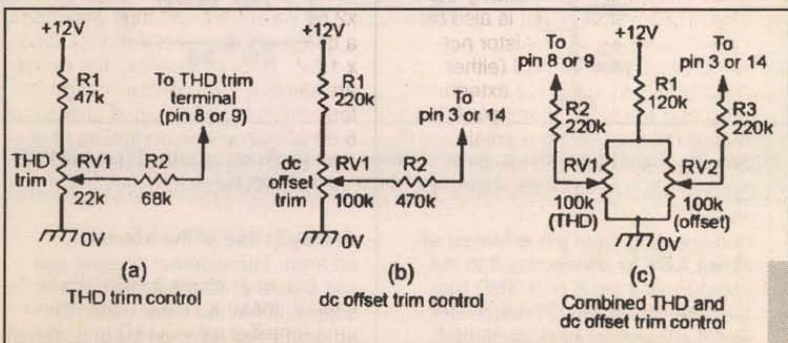 +12V
R1
47k
To THD trim
terminal
(pin 8 or 9)
THD
trim
RV1
R2
22k
68k
0V
(a)
THD trim control
+12V
R1
220k
To
pin 3 or 14
dc
offset
trim
RV1
R2
100k
470k
0V
(b)
dc offset trim control
To
pin 8 or 9
+12V
To
pin 3 or 14
R2
220k
R1
120k
R3
220k
RV1
RV2
100k
(THD)
100k
(offset)
0V
(c)
Combined THD and
dc offset trim control